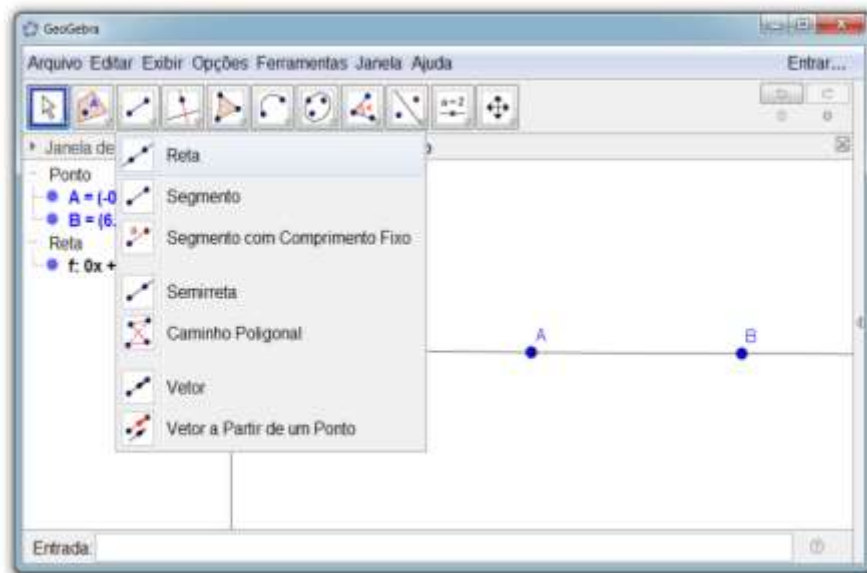 GeoGebra
Arquivo Editar Exibir Opções Ferramentas Janela Ajuda Entrar...
Janela de
Ponto
A = (-0
B = (6.
Reta
f: 0x +
Reta
Segmento
Segmento com Comprimento Fixo
Semirreta
Caminho Poligonal
Vetor
Vetor a Partir de um Ponto
A B
Entrada: